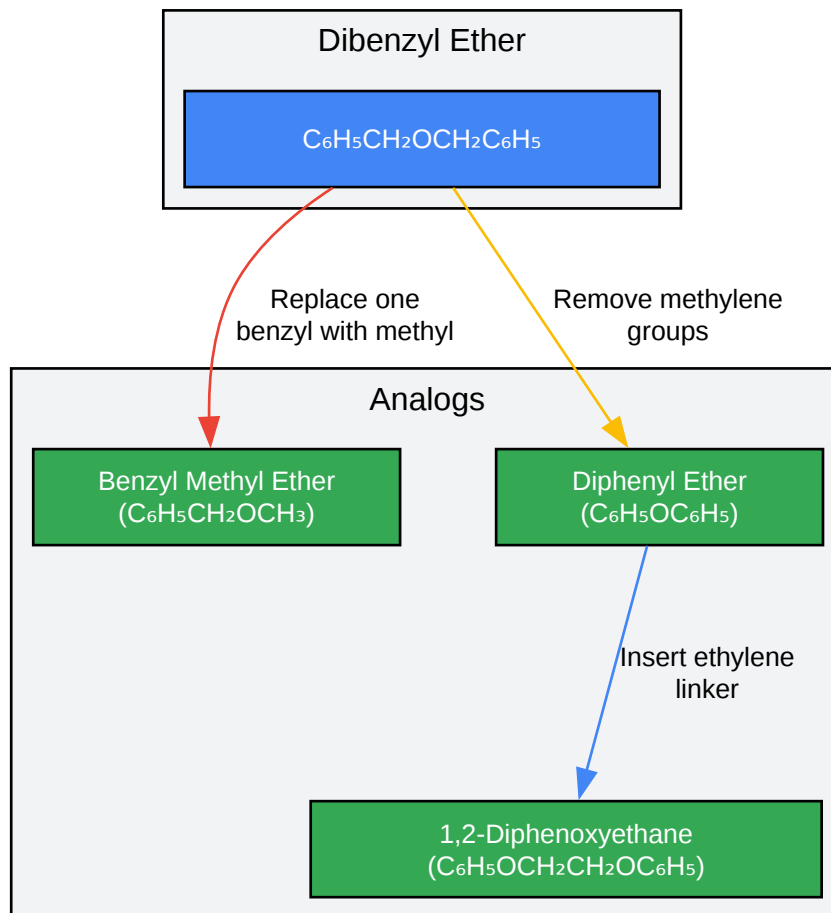 Dibenzyl Ether
C₆H₅CH₂OCH₂C₆H₅
Replace one
benzyl with methyl
Remove methylene
groups
Analogs
Benzyl Methyl Ether
(C₆H₅CH₂OCH₃)
Diphenyl Ether
(C₆H₅OC₆H₅)
Insert ethylene
linker
1,2-Diphenoxyethane
(C₆H₅OCH₂CH₂OC₆H₅)